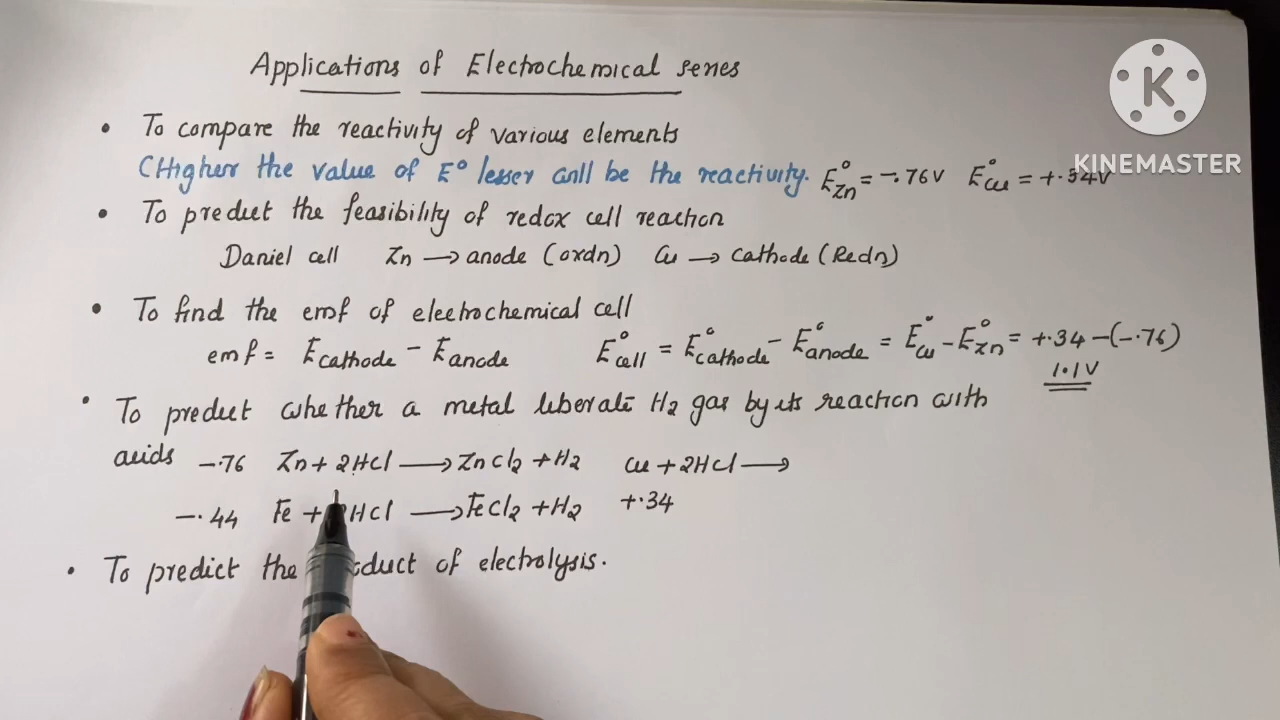 Applications of Electrochemical series
K
KINEMASTER
• To compare the reactivity of various elements
(Higher the value of E° lesser will be the reactivity. E°Zn = -.76V E°Cu = +.34V
• To predict the feasibility of redox cell reaction
Daniel cell Zn → anode (oxdn) Cu → cathode (Redn)
• To find the emf of electrochemical cell
emf = Ecathode - Eanode E°cell = E°cathode - E°anode = E°Cu - E°Zn = +.34 - (-.76)
1.1V
• To predict whether a metal liberate H2 gas by its reaction with
acids -.76 Zn + 2HCl → ZnCl2 + H2 Cu + 2HCl →
-.44 Fe + 2HCl → FeCl2 + H2 +.34
• To predict the product of electrolysis.